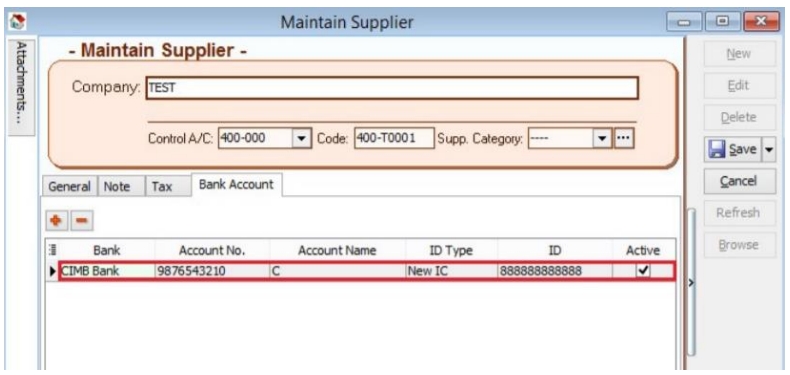 Maintain Supplier
Attachments...
- Maintain Supplier -
Company: TEST
Control A/C: 400-000 Code: 400-T0001 Supp. Category: ----
General Note Tax Bank Account
Bank Account No. Account Name ID Type ID Active
CIMB Bank 9876543210 C New IC 888888888888
New
Edit
Delete
Save
Cancel
Refresh
Browse